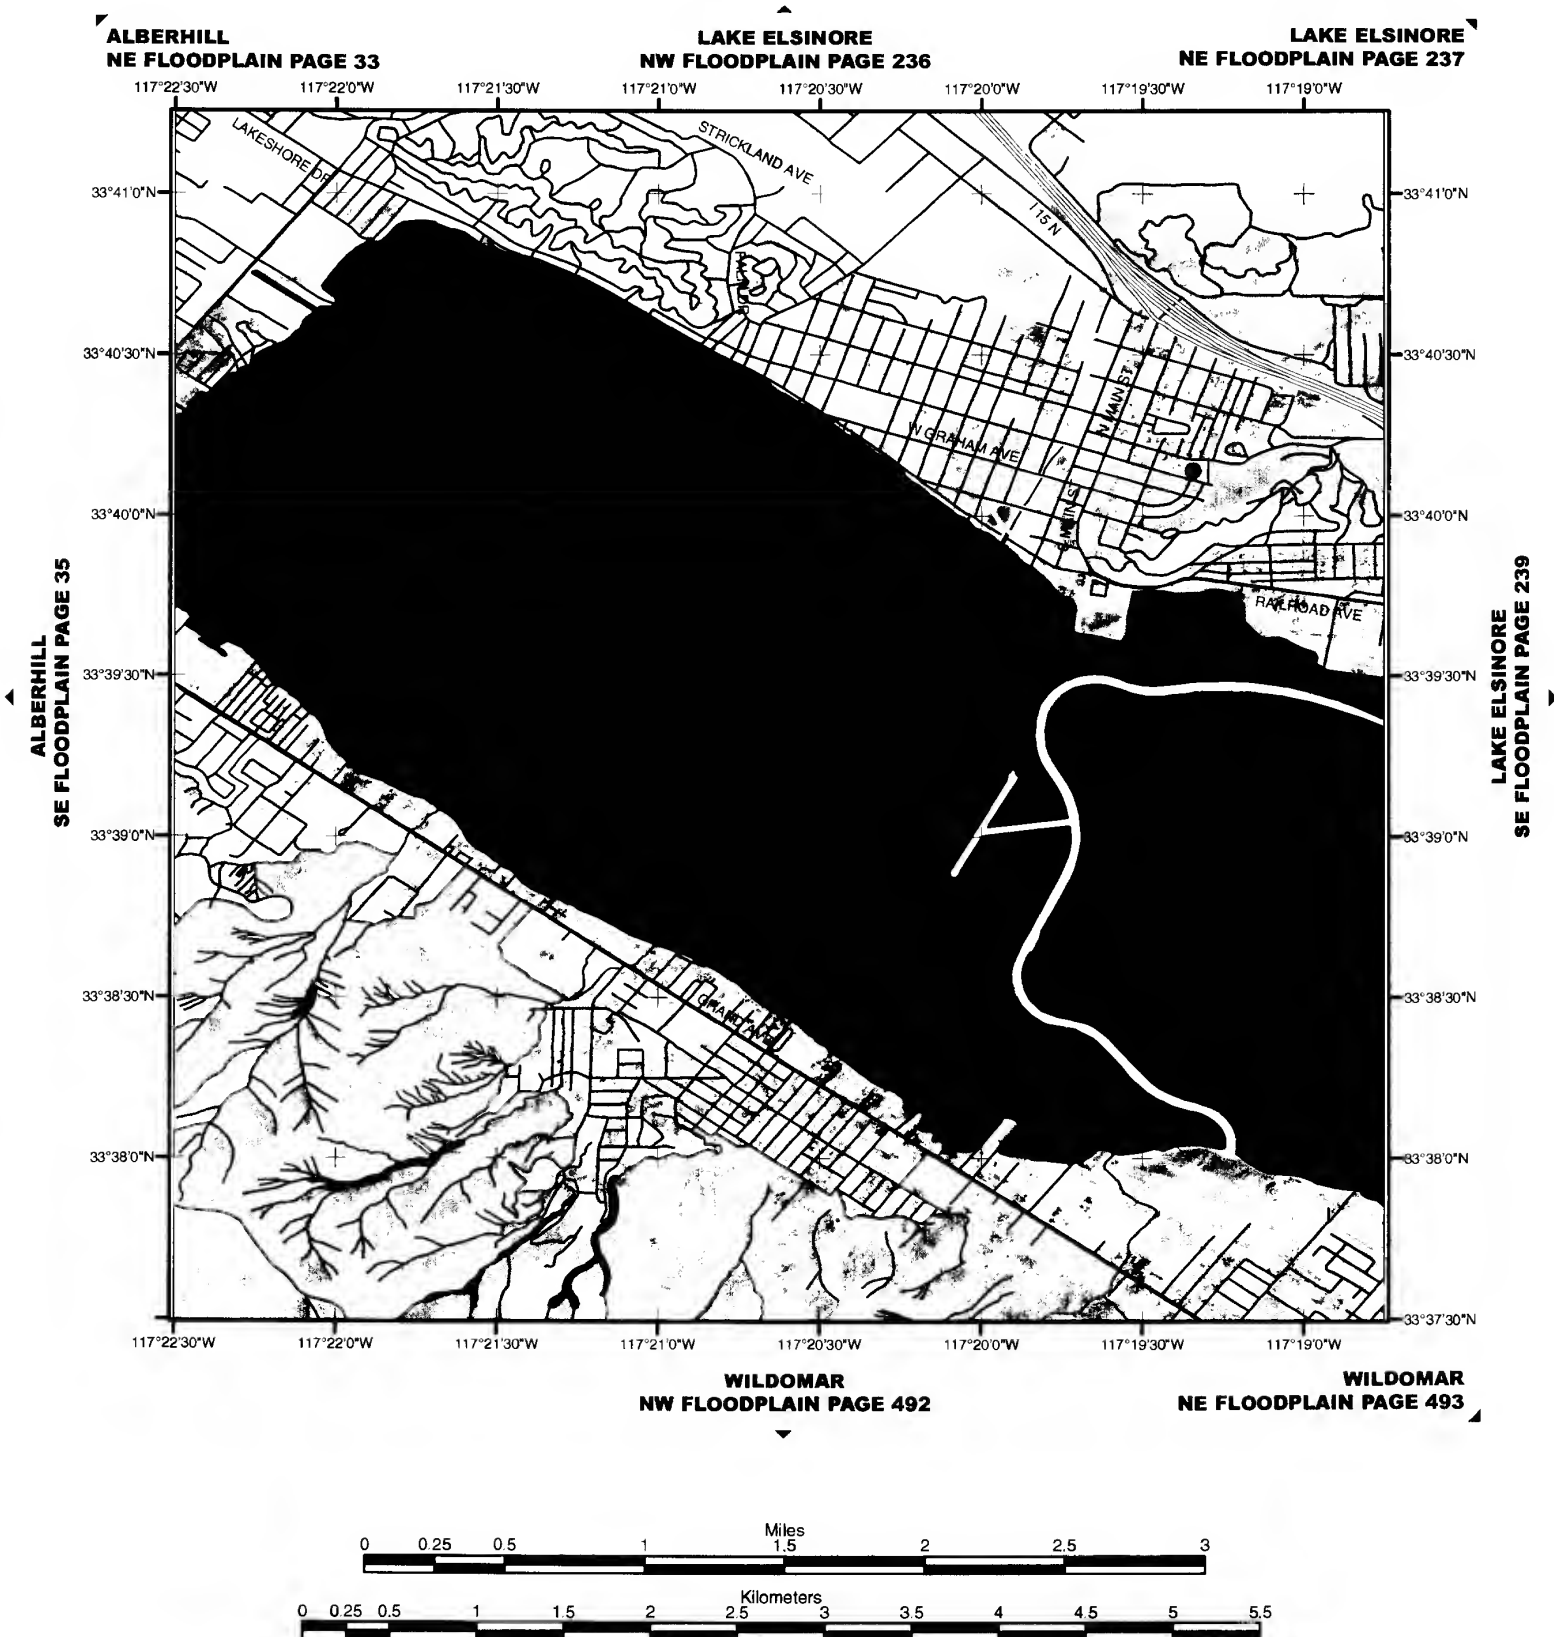 ALBERHILL
NE FLOODPLAIN PAGE 33
LAKE ELSINORE
NW FLOODPLAIN PAGE 236
LAKE ELSINORE
NE FLOODPLAIN PAGE 237
117°22'30"W 117°22'0"W 117°21'30"W 117°21'0"W 117°20'30"W 117°20'0"W 117°19'30"W 117°19'0"W
LAKESHORE DR
STRICKLAND AVE
33°41'0"N
33°41'0"N
I 15 N
33°40'30"N
33°40'30"N
N MAIN ST
W GRAHAM AVE
33°40'0"N
33°40'0"N
S MAIN ST
ALBERHILL
SE FLOODPLAIN PAGE 35
LAKE ELSINORE
SE FLOODPLAIN PAGE 239
RAILROAD AVE
33°39'30"N
33°39'30"N
33°39'0"N
33°39'0"N
33°38'30"N
33°38'30"N
GRAND AVE
33°38'0"N
33°38'0"N
33°37'30"N
117°22'30"W 117°22'0"W 117°21'30"W 117°21'0"W 117°20'30"W 117°20'0"W 117°19'30"W 117°19'0"W
WILDOMAR
NW FLOODPLAIN PAGE 492
WILDOMAR
NE FLOODPLAIN PAGE 493
Miles
0 0.25 0.5 1 1.5 2 2.5 3
Kilometers
0 0.25 0.5 1 1.5 2 2.5 3 3.5 4 4.5 5 5.5